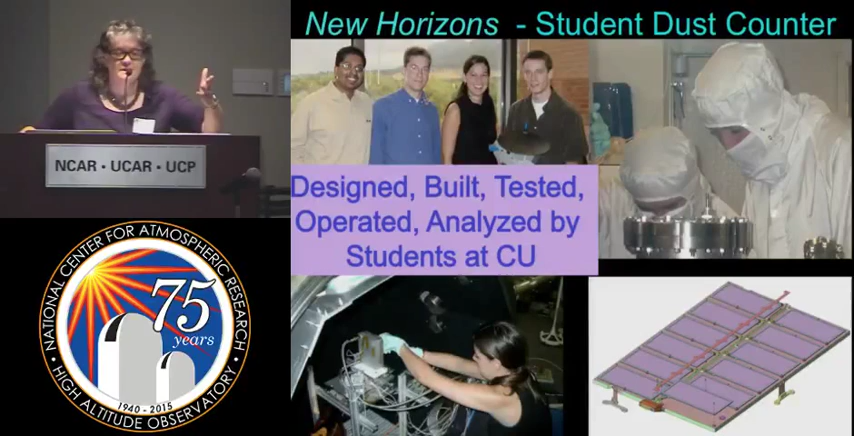 New Horizons - Student Dust Counter
NCAR • UCAR • UCP
Designed, Built, Tested,
Operated, Analyzed by
Students at CU
NATIONAL CENTER FOR ATMOSPHERIC RESEARCH
75
years
1940 - 2015
• HIGH ALTITUDE OBSERVATORY •